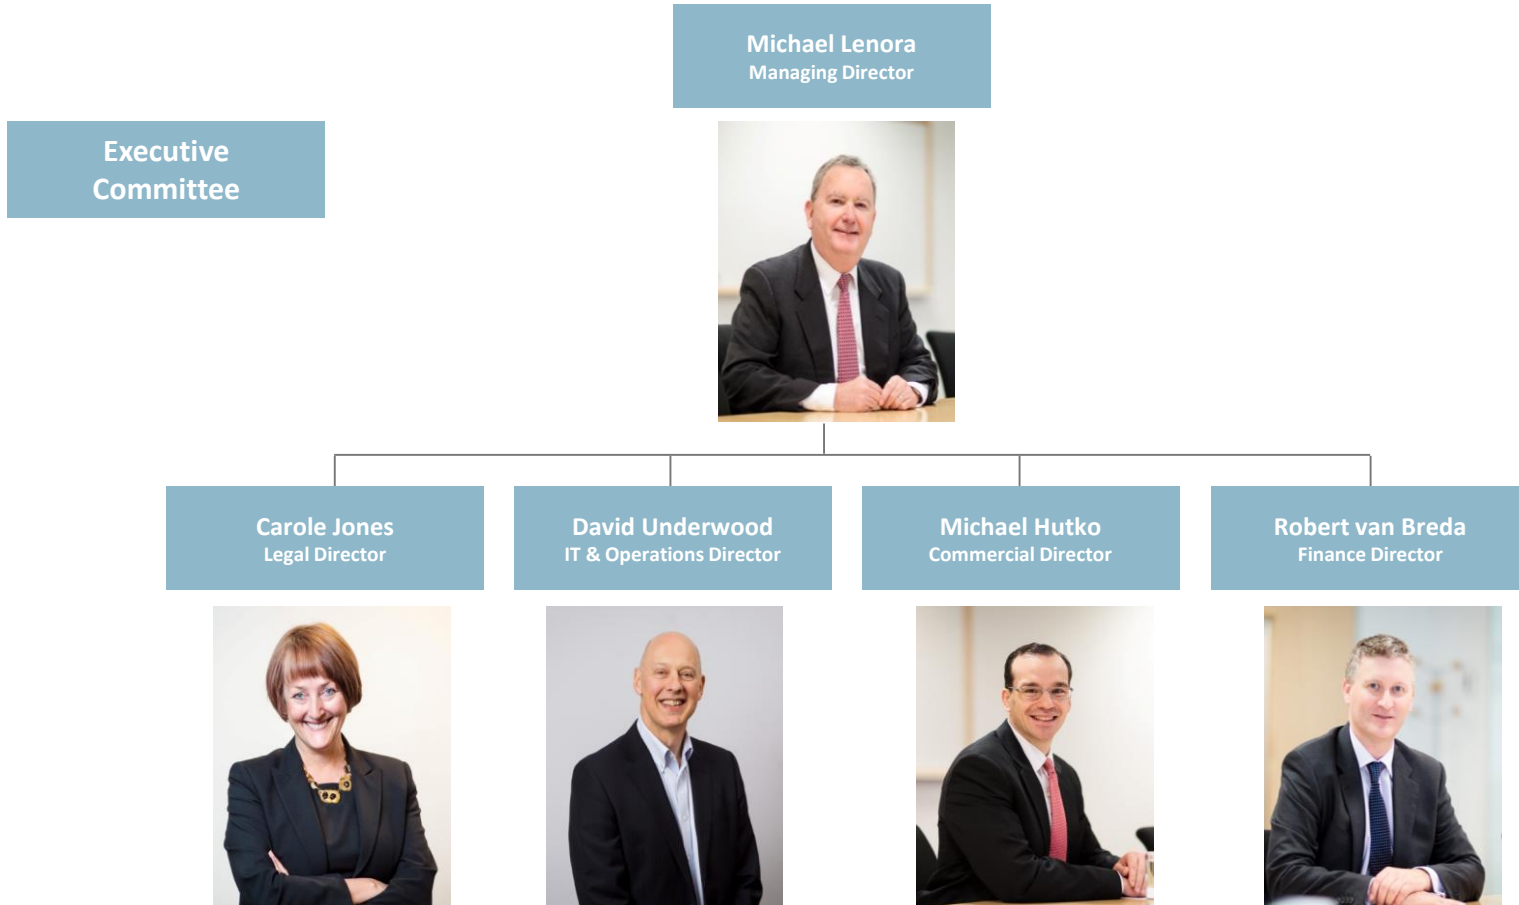 Michael Lenora
Managing Director
Executive
Committee
Carole Jones
Legal Director
David Underwood
IT & Operations Director
Michael Hutko
Commercial Director
Robert van Breda
Finance Director